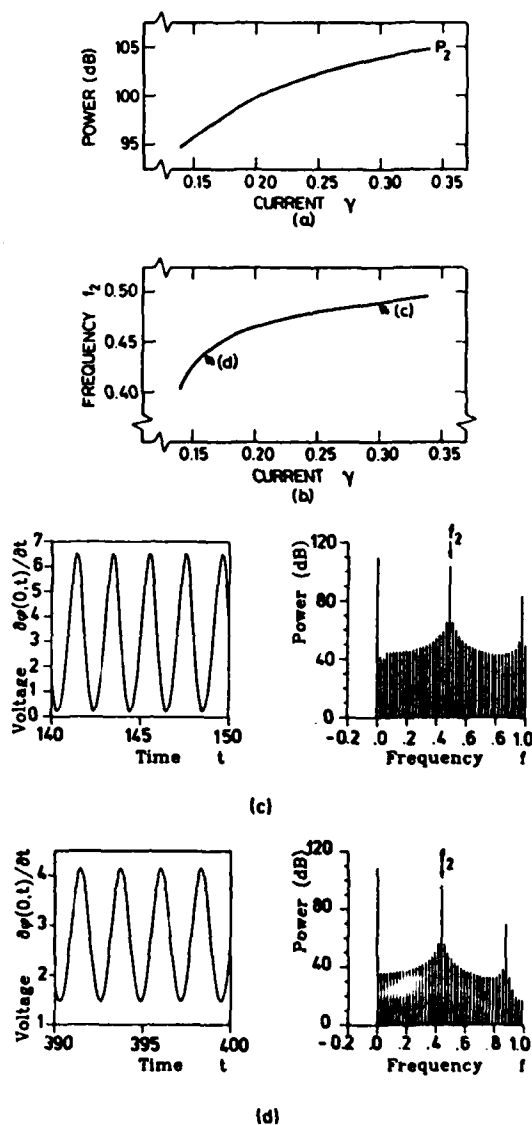 POWER (dB)
105
100
95
P2
0.15 0.20 0.25 0.30 0.35
CURRENT γ
(a)
FREQUENCY f2
0.50
0.45
0.40
(c)
(d)
0.15 0.20 0.25 0.30 0.35
CURRENT γ
(b)
Voltage ∂φ(0,t)/∂t
7
6
5
4
3
2
1
0
140 145 150
Time t
Power (dB)
120
80
40
0
f2
-0.2 .0 .2 .4 .6 .8 1.0
Frequency f
(c)
Voltage ∂φ(0,t)/∂t
4
3
2
1
390 395 400
Time t
Power (dB)
120
80
40
0
f2
-0.2 .0 .2 .4 .6 .8 1.0
Frequency f
(d)